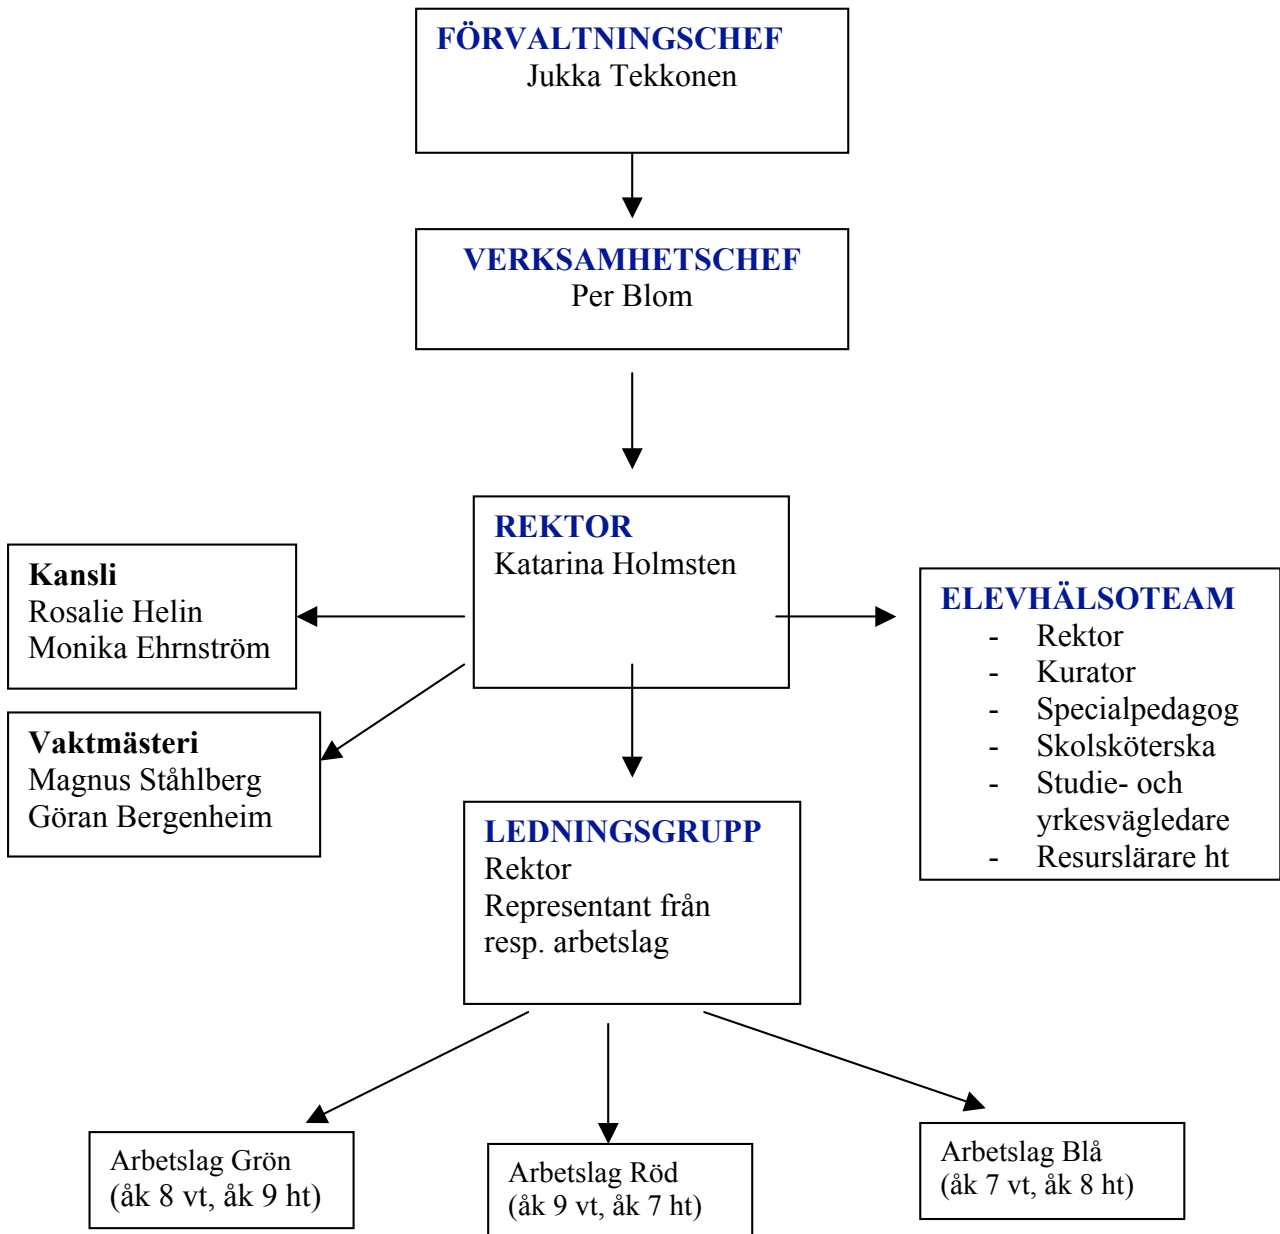 FÖRVALTNINGSCHEF
Jukka Tekkonen
VERKSAMHETSCHEF
Per Blom
REKTOR
Katarina Holmsten
Kansli
Rosalie Helin
Monika Ehrnström
Vaktmästeri
Magnus Ståhlberg
Göran Bergenheim
ELEVHÄLSOTEAM
- Rektor
- Kurator
- Specialpedagog
- Skolsköterska
- Studie- och
yrkesvägledare
- Resurslärare ht
LEDNINGSGRUPP
Rektor
Representant från
resp. arbetslag
Arbetslag Grön
(åk 8 vt, åk 9 ht)
Arbetslag Röd
(åk 9 vt, åk 7 ht)
Arbetslag Blå
(åk 7 vt, åk 8 ht)